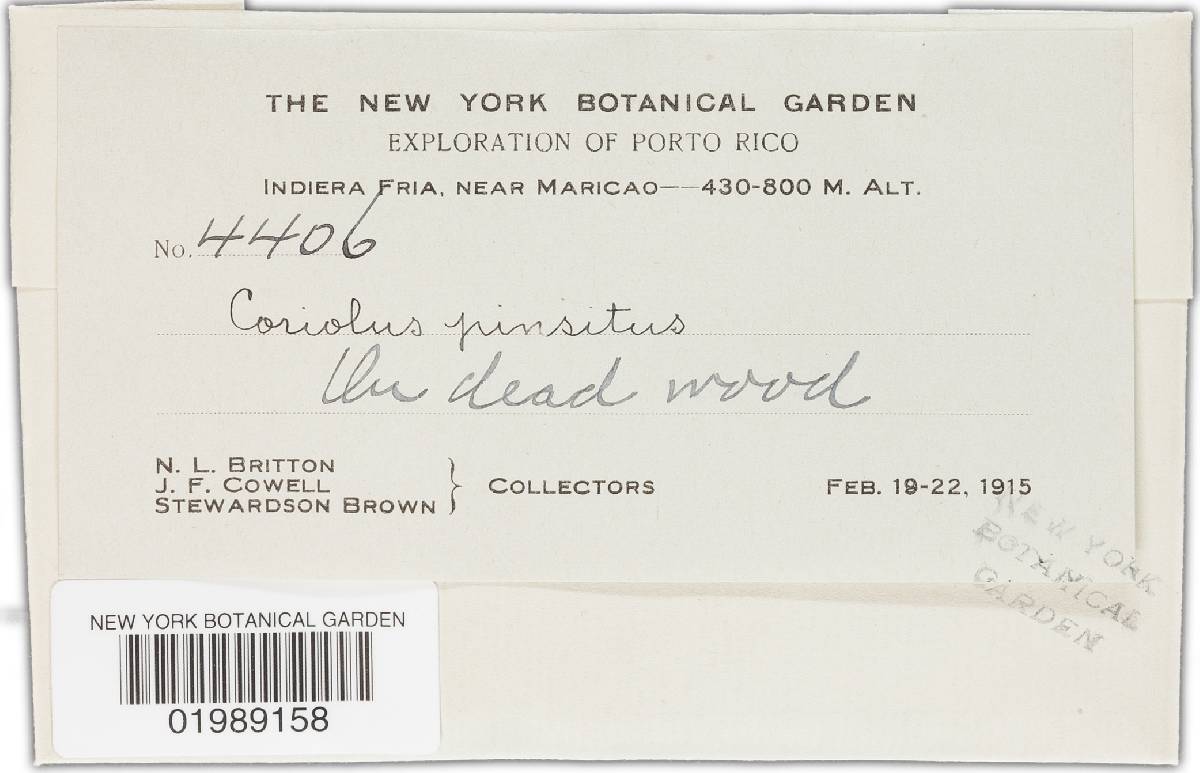 THE NEW YORK BOTANICAL GARDEN
EXPLORATION OF PORTO RICO
INDIERA FRIA, NEAR MARICAO——430-800 M. ALT.
No. 4406
Coriolus pinsitus
On dead wood
N. L. BRITTON
J. F. COWELL
STEWARDSON BROWN } COLLECTORS FEB. 19-22, 1915
NEW YORK
BOTANICAL
GARDEN
NEW YORK BOTANICAL GARDEN
01989158